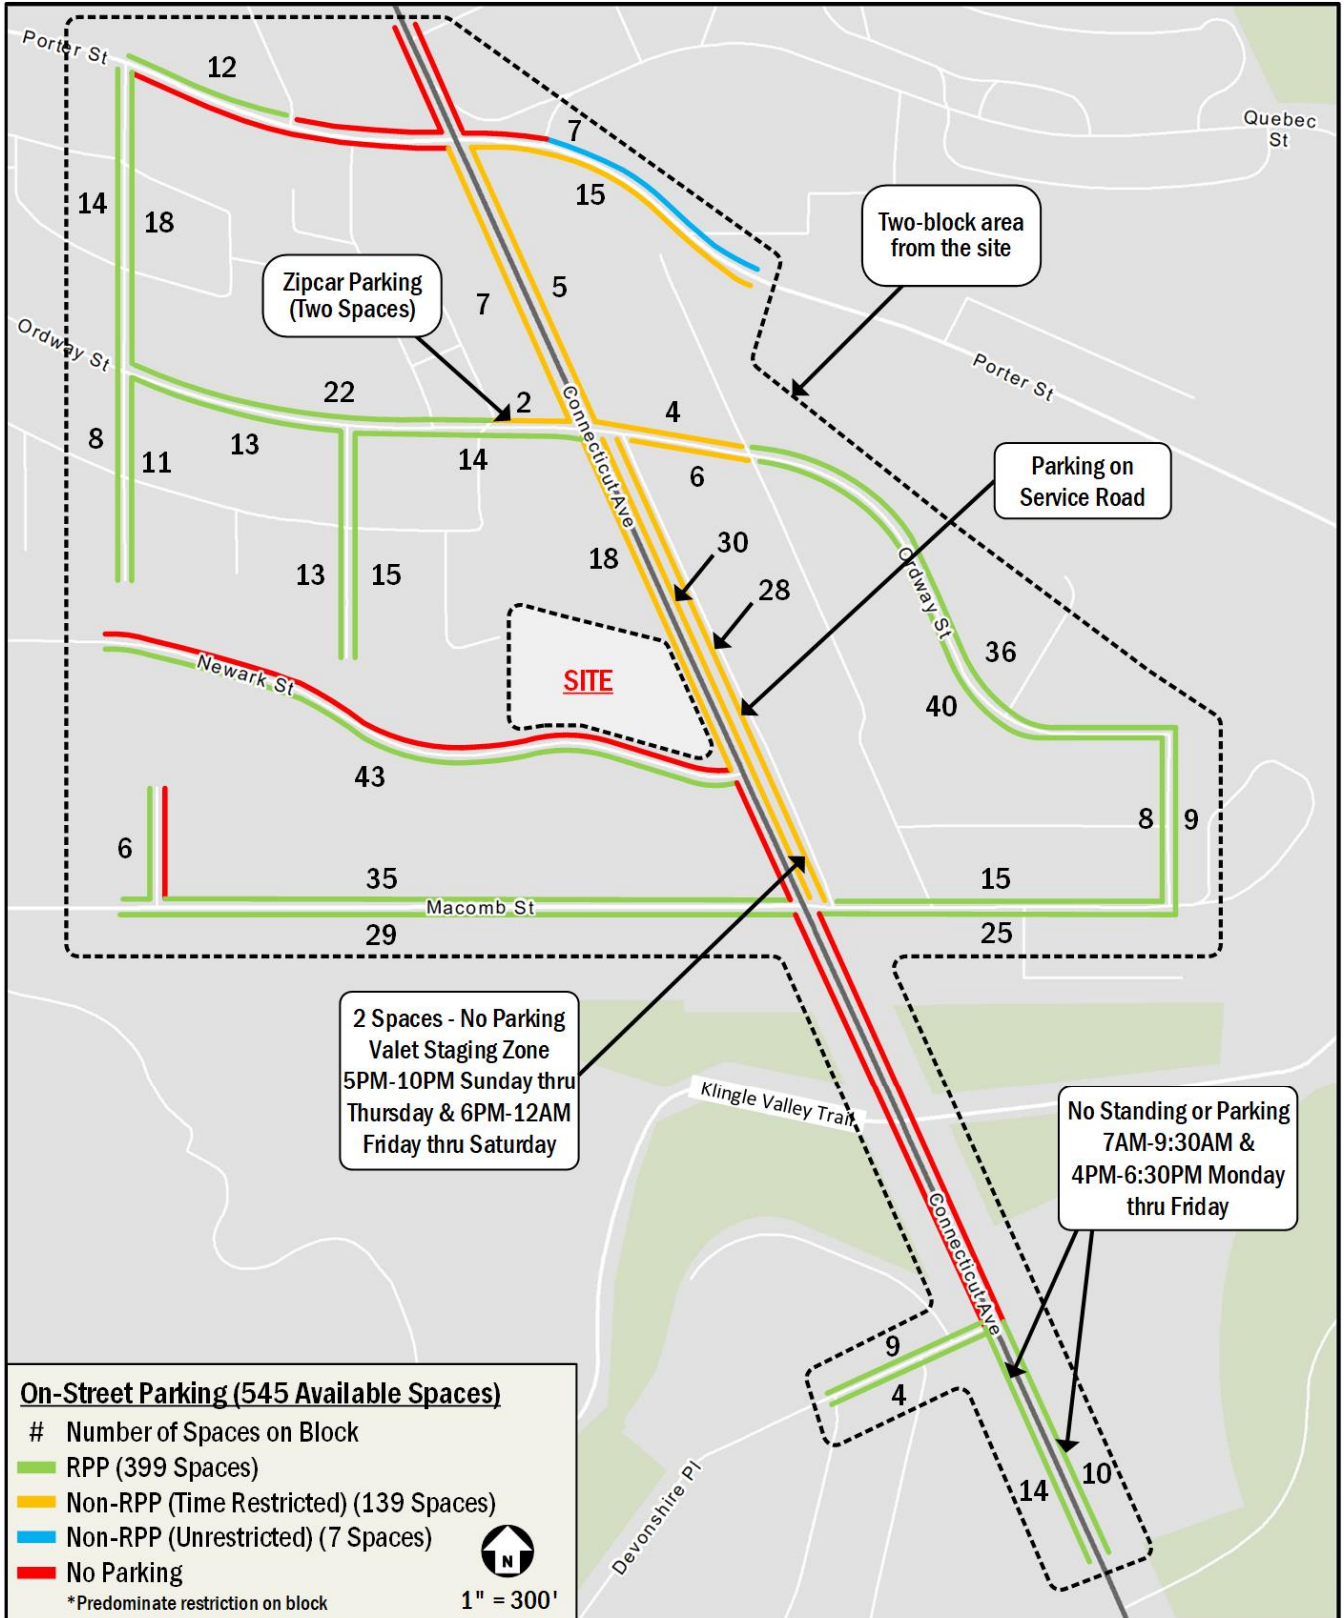 Porter St
12
7
Quebec
St
14
18
15
Two-block area
from the site
Zipcar Parking
(Two Spaces)
5
7
Ordway St
Porter St
22
2
4
Connecticut Ave
8
13
11
14
6
Parking on
Service Road
30
18
13
15
28
Ordway St
36
SITE
Newark St
40
43
8
9
6
35
15
Macomb St
29
25
2 Spaces - No Parking
Valet Staging Zone
5PM-10PM Sunday thru
Thursday & 6PM-12AM
Friday thru Saturday
Klingle Valley Trail
No Standing or Parking
7AM-9:30AM &
4PM-6:30PM Monday
thru Friday
Connecticut Ave
9
4
14
10
Devonshire Pl
On-Street Parking (545 Available Spaces)
# Number of Spaces on Block
RPP (399 Spaces)
Non-RPP (Time Restricted) (139 Spaces)
Non-RPP (Unrestricted) (7 Spaces)
No Parking
*Predominate restriction on block
N
1" = 300'